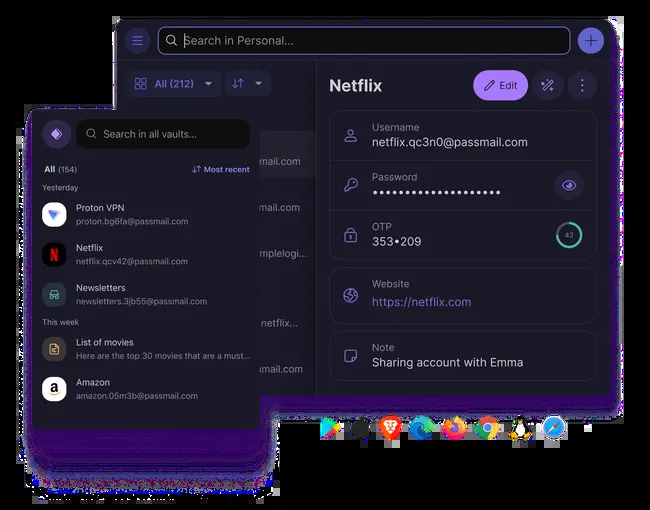 Search in Personal...
All (212)
mail.com
mail.com
mplelogi...
netflix...
mail.com
Netflix
Edit
Username
netflix.qc3n0@passmail.com
Password
••••••••••••••••••••
OTP
353•209
42
Website
https://netflix.com
Note
Sharing account with Emma
Search in all vaults...
All (154)
Most recent
Yesterday
Proton VPN
proton.bg6fa@passmail.com
N
Netflix
netflix.qcv42@passmail.com
Newsletters
newsletters.3jb55@passmail.com
This week
List of movies
Here are the top 30 movies that are a must...
a
Amazon
amazon.05m3b@passmail.com